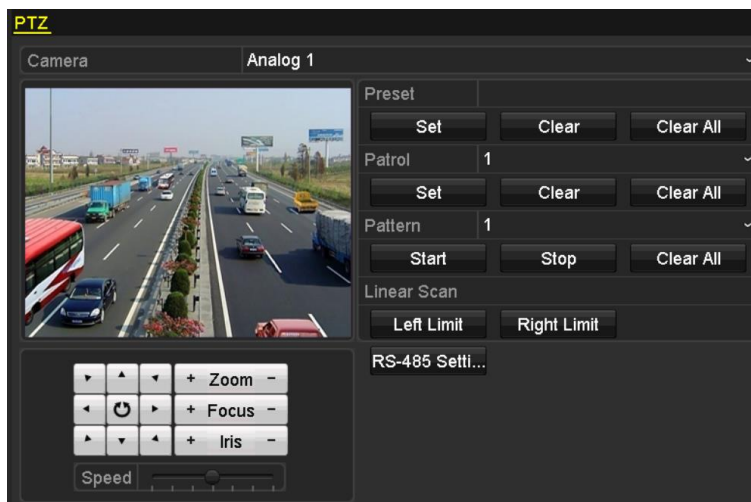 PTZ
Camera Analog 1
Preset
Set Clear Clear All
Patrol 1
Set Clear Clear All
Pattern 1
Start Stop Clear All
Linear Scan
Left Limit Right Limit
RS-485 Setti...
+ Zoom -
+ Focus -
+ Iris -
Speed